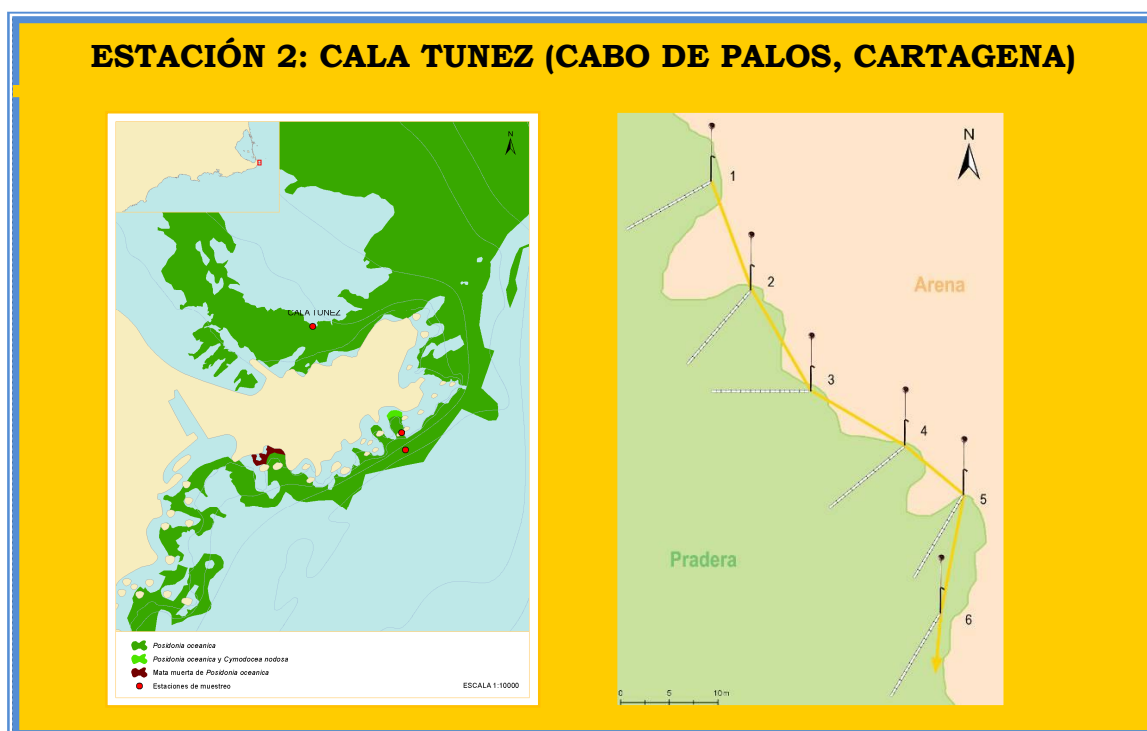 ESTACIÓN 2: CALA TUNEZ (CABO DE PALOS, CARTAGENA)
N
CALA TUNEZ
Posidonia oceanica
Posidonia oceanica y Cymodocea nodosa
Mata muerta de Posidonia oceanica
Estaciones de muestreo
ESCALA 1:10000
N
1
2
Arena
3
4
5
Pradera
6
0 5 10m